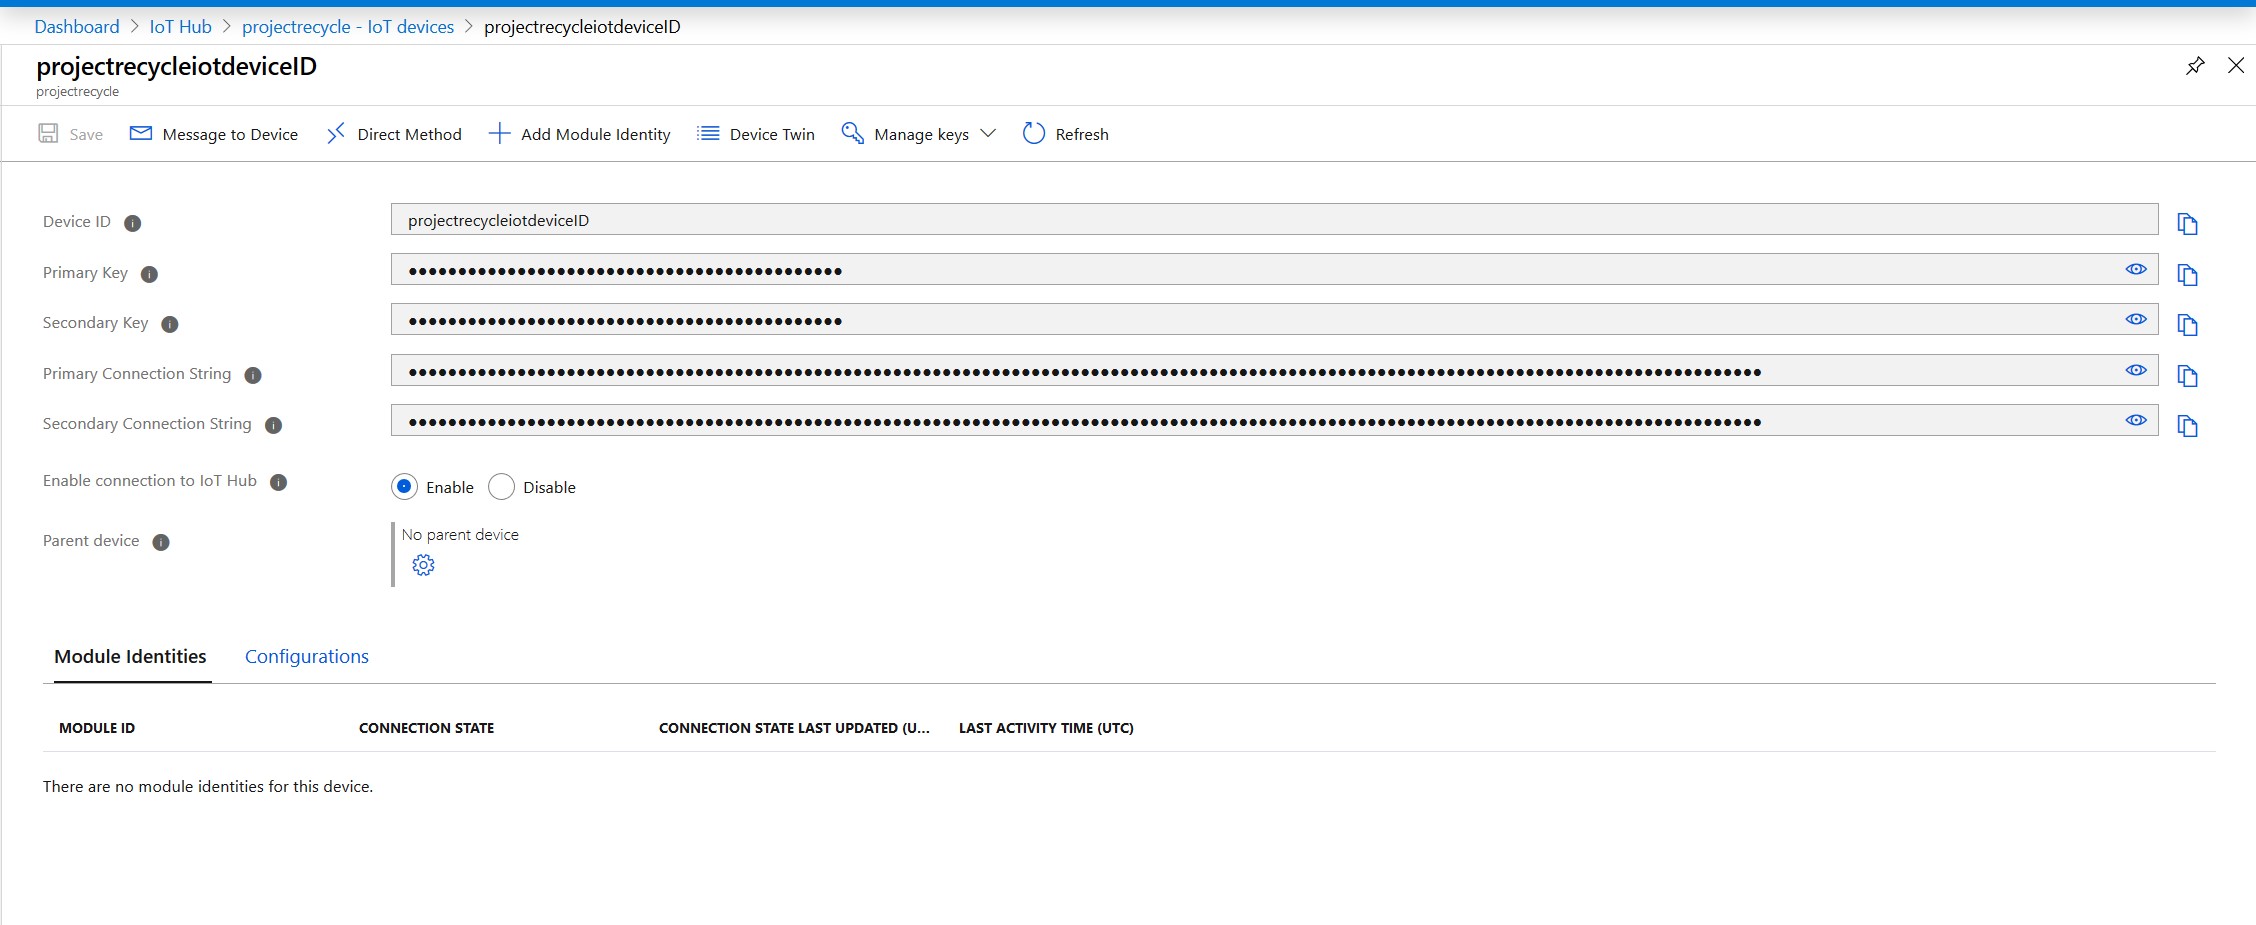 Dashboard > IoT Hub > projectrecycle - IoT devices > projectrecycleiotdeviceID
projectrecycleiotdeviceID
projectrecycle
Save Message to Device Direct Method Add Module Identity Device Twin Manage keys Refresh
Device ID projectrecycleiotdeviceID
Primary Key
Secondary Key
Primary Connection String
Secondary Connection String
Enable connection to IoT Hub Enable Disable
Parent device No parent device
Module Identities Configurations
MODULE ID CONNECTION STATE CONNECTION STATE LAST UPDATED (U... LAST ACTIVITY TIME (UTC)
There are no module identities for this device.